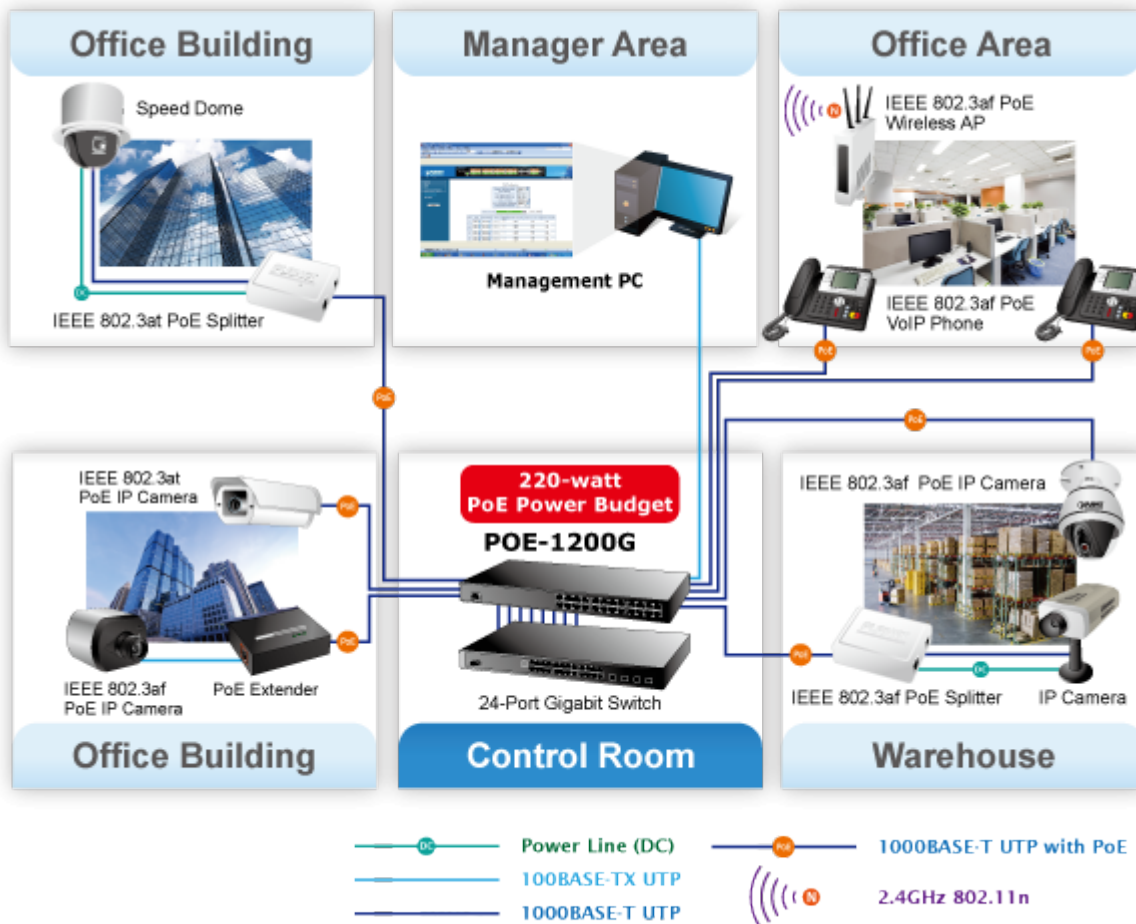 Office Building
Speed Dome
DC
IEEE 802.3at PoE Splitter
Manager Area
Management PC
Office Area
N
IEEE 802.3af PoE
Wireless AP
IEEE 802.3af PoE
VoIP Phone
PoE
PoE
PoE
PoE
IEEE 802.3at
PoE IP Camera
PoE
PoE
IEEE 802.3af
PoE IP Camera
PoE Extender
Office Building
220-watt
PoE Power Budget
POE-1200G
24-Port Gigabit Switch
Control Room
IEEE 802.3af PoE IP Camera
PoE
DC
IEEE 802.3af PoE Splitter
IP Camera
Warehouse
DC
Power Line (DC)
PoE
1000BASE-T UTP with PoE
100BASE-TX UTP
N
2.4GHz 802.11n
1000BASE-T UTP